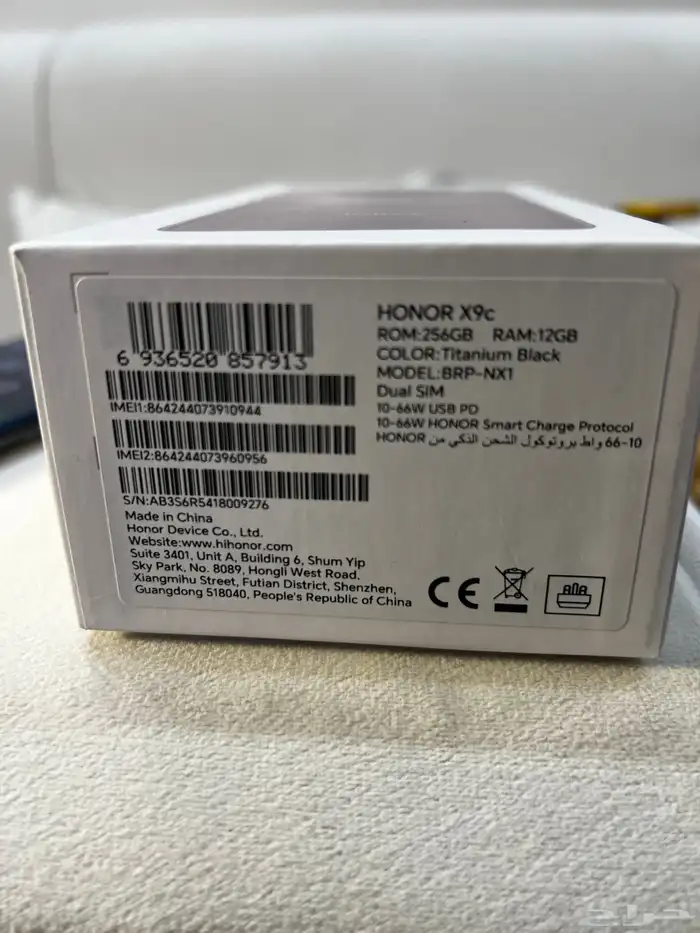 6 936520 857913
IMEI1:864244073910944
IMEI2:864244073960956
S/N:AB3S6R5418009276
Made in China
Honor Device Co., Ltd.
Website:www.hihonor.com
Suite 3401, Unit A, Building 6, Shum Yip
Sky Park, No. 8089, Hongli West Road,
Xiangmihu Street, Futian District, Shenzhen,
Guangdong 518040, People's Republic of China
HONOR X9c
ROM:256GB RAM:12GB
COLOR:Titanium Black
MODEL:BRP-NX1
Dual SIM
10-66W USB PD
10-66W HONOR Smart Charge Protocol
66-10 واط بروتوكول الشحن الذكي من HONOR
CE
حراج